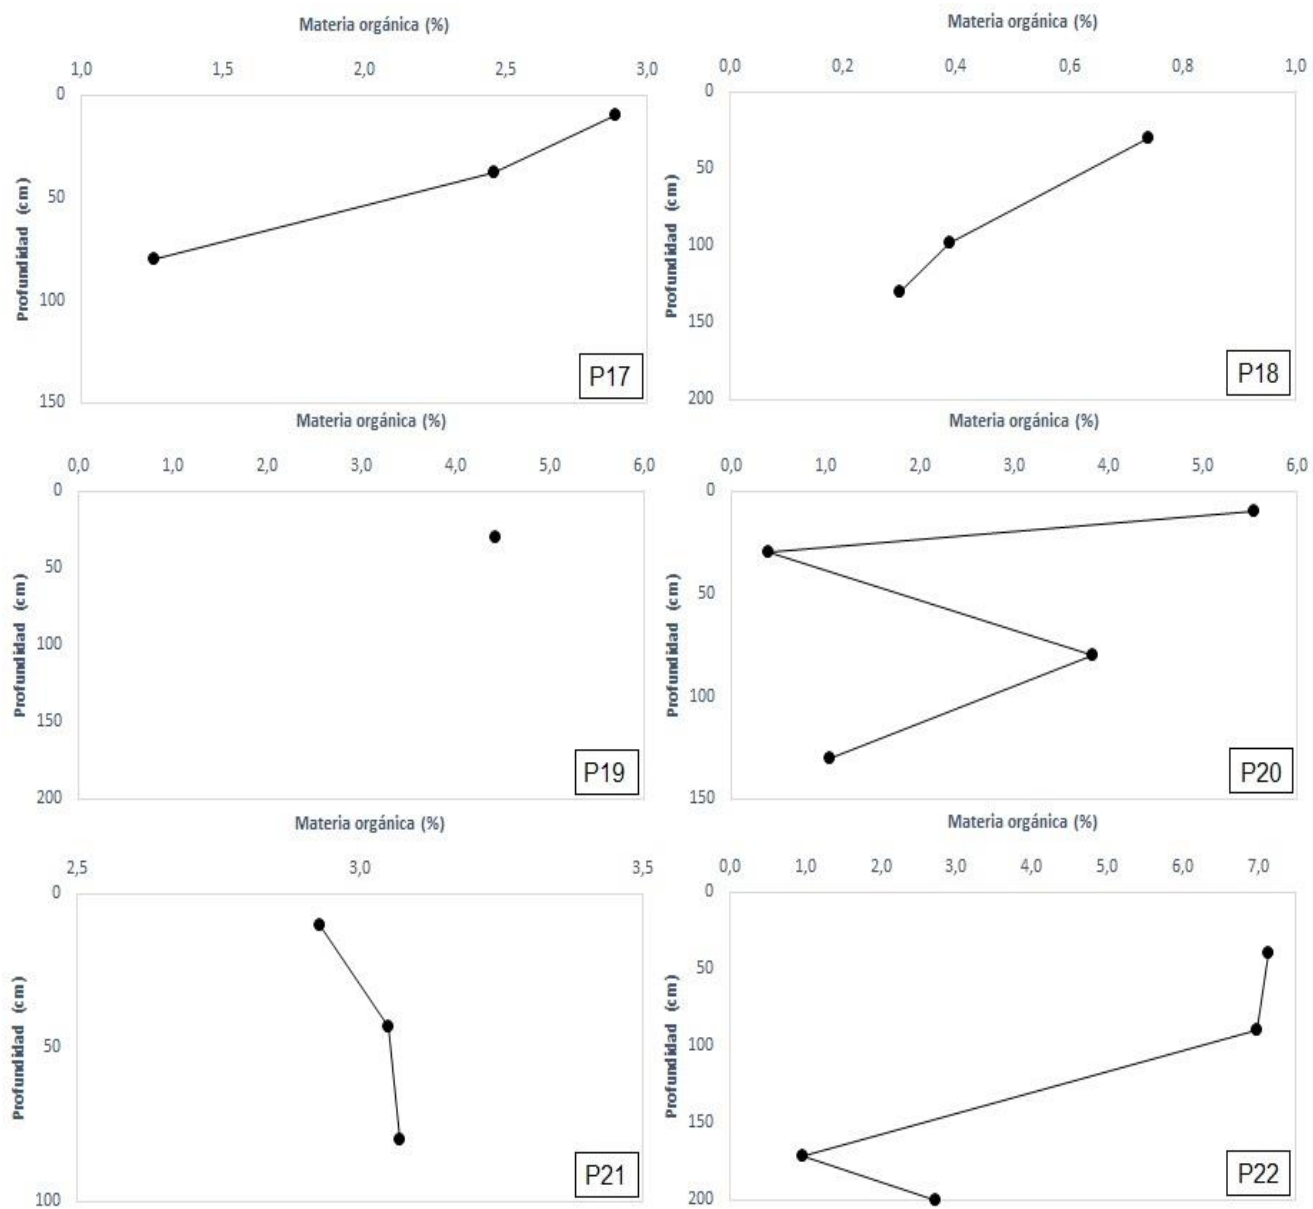 Materia orgánica (%)
1,0 1,5 2,0 2,5 3,0
0
50
100
150
Profundidad (cm)
P17
Materia orgánica (%)
0,0 0,2 0,4 0,6 0,8 1,0
0
50
100
150
200
Profundidad (cm)
P18
Materia orgánica (%)
0,0 1,0 2,0 3,0 4,0 5,0 6,0
0
50
100
150
200
Profundidad (cm)
P19
Materia orgánica (%)
0,0 1,0 2,0 3,0 4,0 5,0 6,0
0
50
100
150
Profundidad (cm)
P20
Materia orgánica (%)
2,5 3,0 3,5
0
50
100
Profundidad (cm)
P21
Materia orgánica (%)
0,0 1,0 2,0 3,0 4,0 5,0 6,0 7,0
0
50
100
150
200
Profundidad (cm)
P22